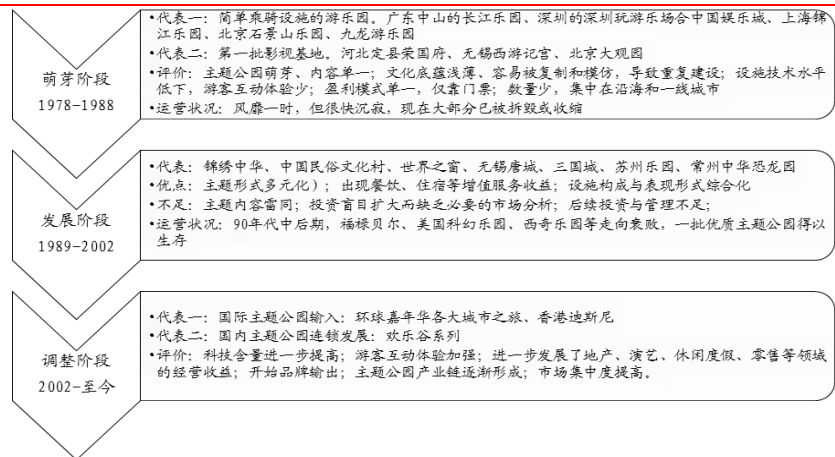 萌芽阶段
1978-1988
•代表一：简单乘骑设施的游乐园。广东中山的长江乐园、深圳的深圳玩游乐场合中国娱乐城、上海锦
江乐园、北京石景山乐园、九龙游乐园
•代表二：第一批影视基地。河北定县荣国府、无锡西游记宫、北京大观园
•评价：主题公园萌芽、内容单一；文化底蕴浅薄、容易被复制和模仿，导致重复建设；设施技术水平
低下，游客互动体验少；盈利模式单一，仅靠门票；数量少，集中在沿海和一线城市
•运营状况：风靡一时，但很快沉寂，现在大部分已被拆毁或收缩
发展阶段
1989-2002
•代表：锦绣中华、中国民俗文化村、世界之窗、无锡唐城、三国城、苏州乐园、常州中华恐龙园
•优点：主题形式多元化）；出现餐饮、住宿等增值服务收益；设施构成与表现形式综合化
•不足：主题内容雷同；投资盲目扩大而缺乏必要的市场分析；后续投资与管理不足；
•运营状况：90年代中后期，福禄贝尔、美国科幻乐园、西奇乐园等走向衰败，一批优质主题公园得以
生存
调整阶段
2002-至今
•代表一：国际主题公园输入：环球嘉年华各大城市之旅、香港迪斯尼
•代表二：国内主题公园连锁发展：欢乐谷系列
•评价：科技含量进一步提高；游客互动体验加强；进一步发展了地产、演艺、休闲度假、零售等领域
的经营收益；开始品牌输出；主题公园产业链逐渐形成；市场集中度提高。